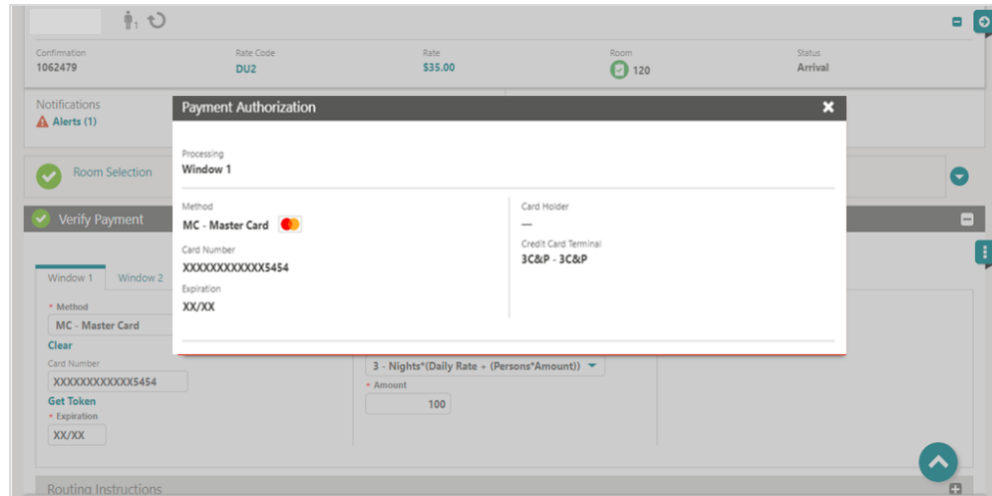 1
Confirmation Rate Code Rate Room Status
1062479 DU2 $35.00 120 Arrival
Notifications
Alerts (1)
Payment Authorization
Processing
Window 1
Room Selection
Method Card Holder
MC - Master Card —
Card Number Credit Card Terminal
XXXXXXXXXXXX5454 3C&P - 3C&P
Expiration
XX/XX
Verify Payment
Window 1 Window 2
* Method
MC - Master Card
Clear
Card Number
XXXXXXXXXXXX5454
Get Token
* Expiration
XX/XX
3 - Nights*(Daily Rate + (Persons*Amount))
* Amount
100
Routing Instructions